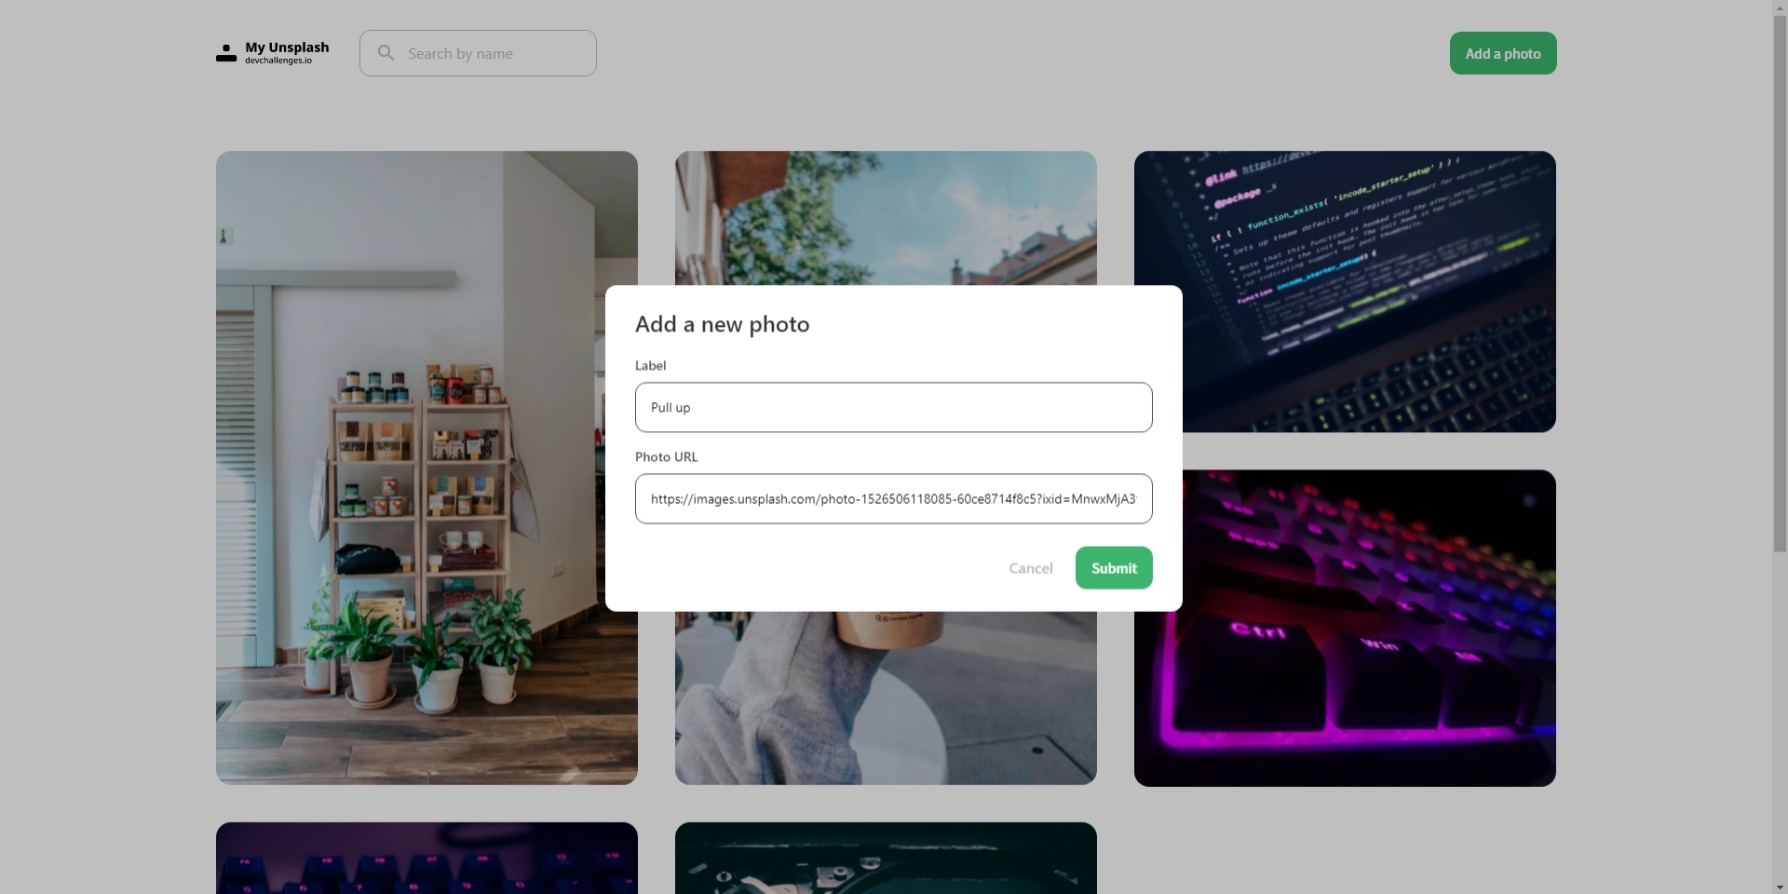 My Unsplash
devchallenges.io
Search by name
Add a photo
* @link https://
* @package _s
*/
if ( ! function_exists( 'incode_starter_setup' ) ) :
/**
* Sets up theme defaults and registers support for various WordPress
* Note that this function is hooked into the after_setup_theme hook, which
* runs before the init hook. The init hook is too late for some features, such
* as indicating support for post thumbnails.
*/
function incode_starter_setup() {
Add a new photo
Label
Pull up
Photo URL
https://images.unsplash.com/photo-1526506118085-60ce8714f8c5?ixid=MnwxMjA3
Cancel
Submit
Caps
Ctrl
Win
Alt